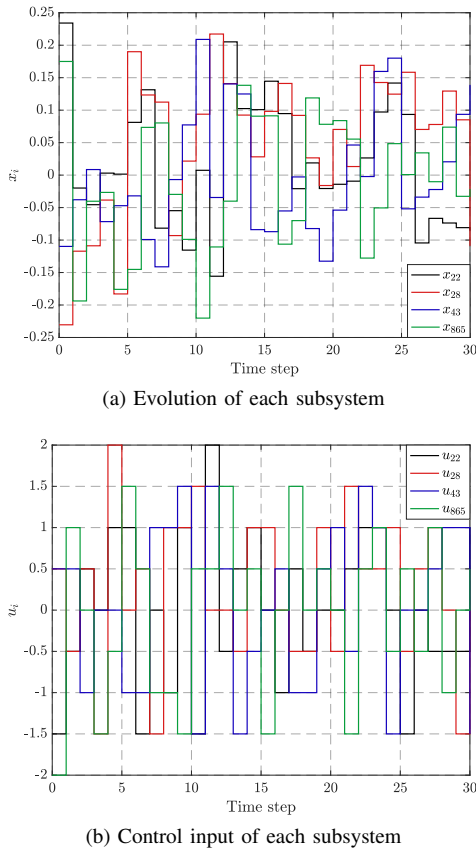 0.25
0.2
0.15
0.1
0.05
0
-0.05
-0.1
-0.15
-0.2
-0.25
x_i
x_22
x_28
x_43
x_865
0 5 10 15 20 25 30
Time step
(a) Evolution of each subsystem
2
1.5
1
0.5
0
-0.5
-1
-1.5
-2
u_i
u_22
u_28
u_43
u_865
0 5 10 15 20 25 30
Time step
(b) Control input of each subsystem